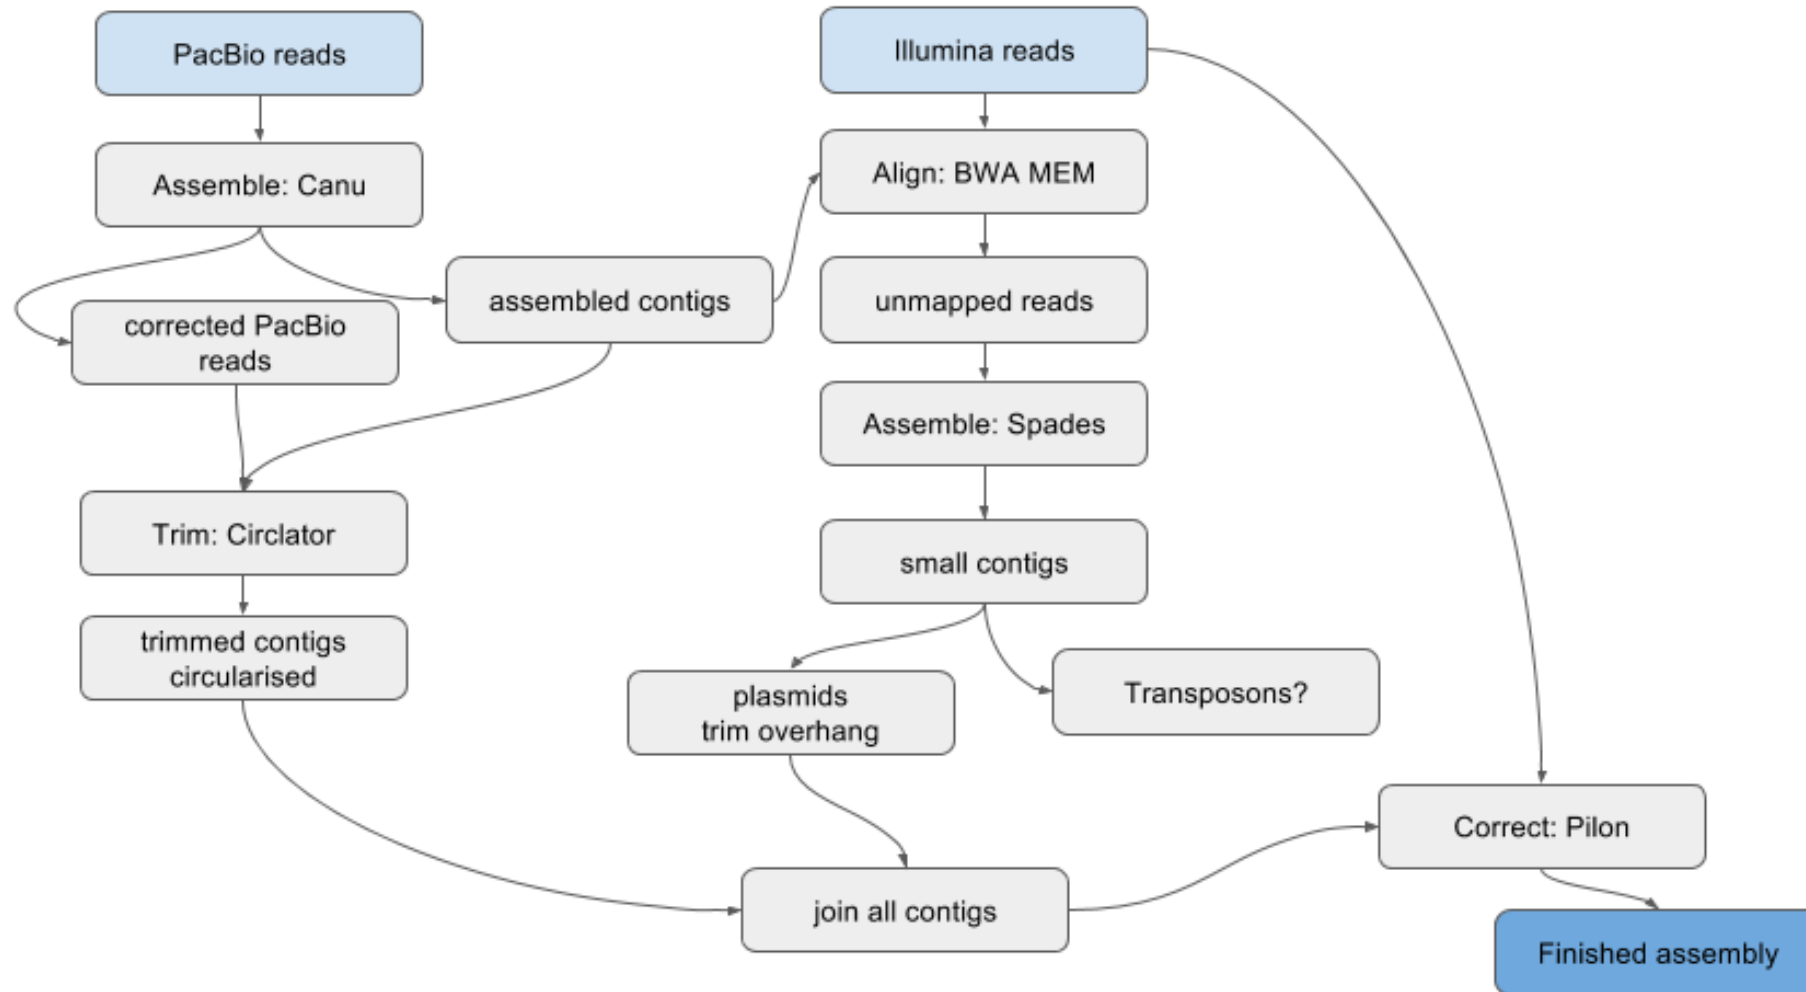 PacBio reads
Illumina reads
Assemble: Canu
Align: BWA MEM
corrected PacBio
reads
assembled contigs
unmapped reads
Assemble: Spades
Trim: Circlator
small contigs
trimmed contigs
circularised
plasmids
trim overhang
Transposons?
Correct: Pilon
join all contigs
Finished assembly